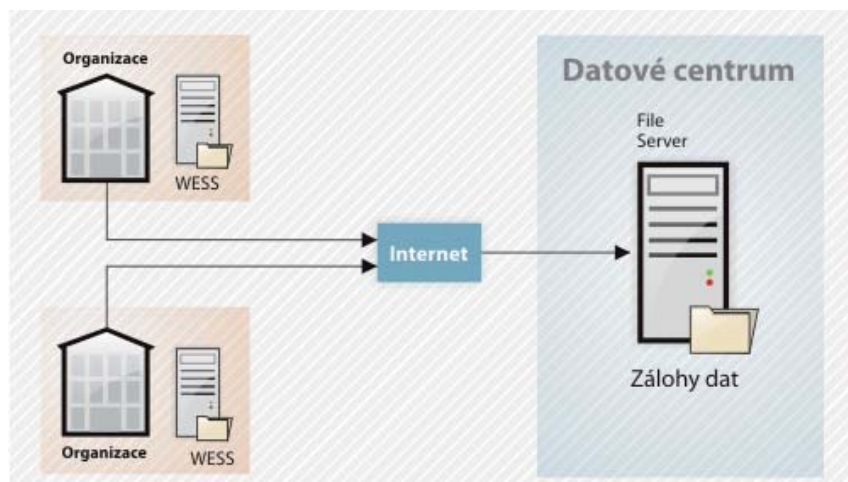 Organizace
WESS
Internet
Organizace
WESS
Datové centrum
File
Server
Zálohy dat